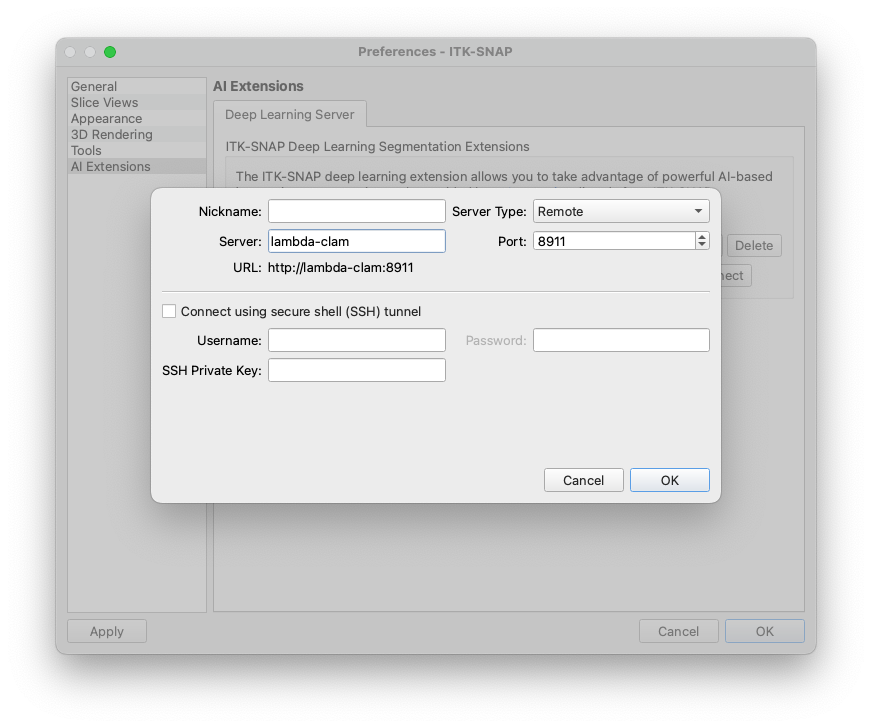 Preferences - ITK-SNAP
General
Slice Views
Appearance
3D Rendering
Tools
AI Extensions
AI Extensions
Deep Learning Server
ITK-SNAP Deep Learning Segmentation Extensions
The ITK-SNAP deep learning extension allows you to take advantage of powerful AI-based
Delete
Nickname:
Server Type: Remote
Server: lambda-clam
Port: 8911
URL: http://lambda-clam:8911
Connect using secure shell (SSH) tunnel
Username:
Password:
SSH Private Key:
Cancel
OK
Apply
Cancel
OK